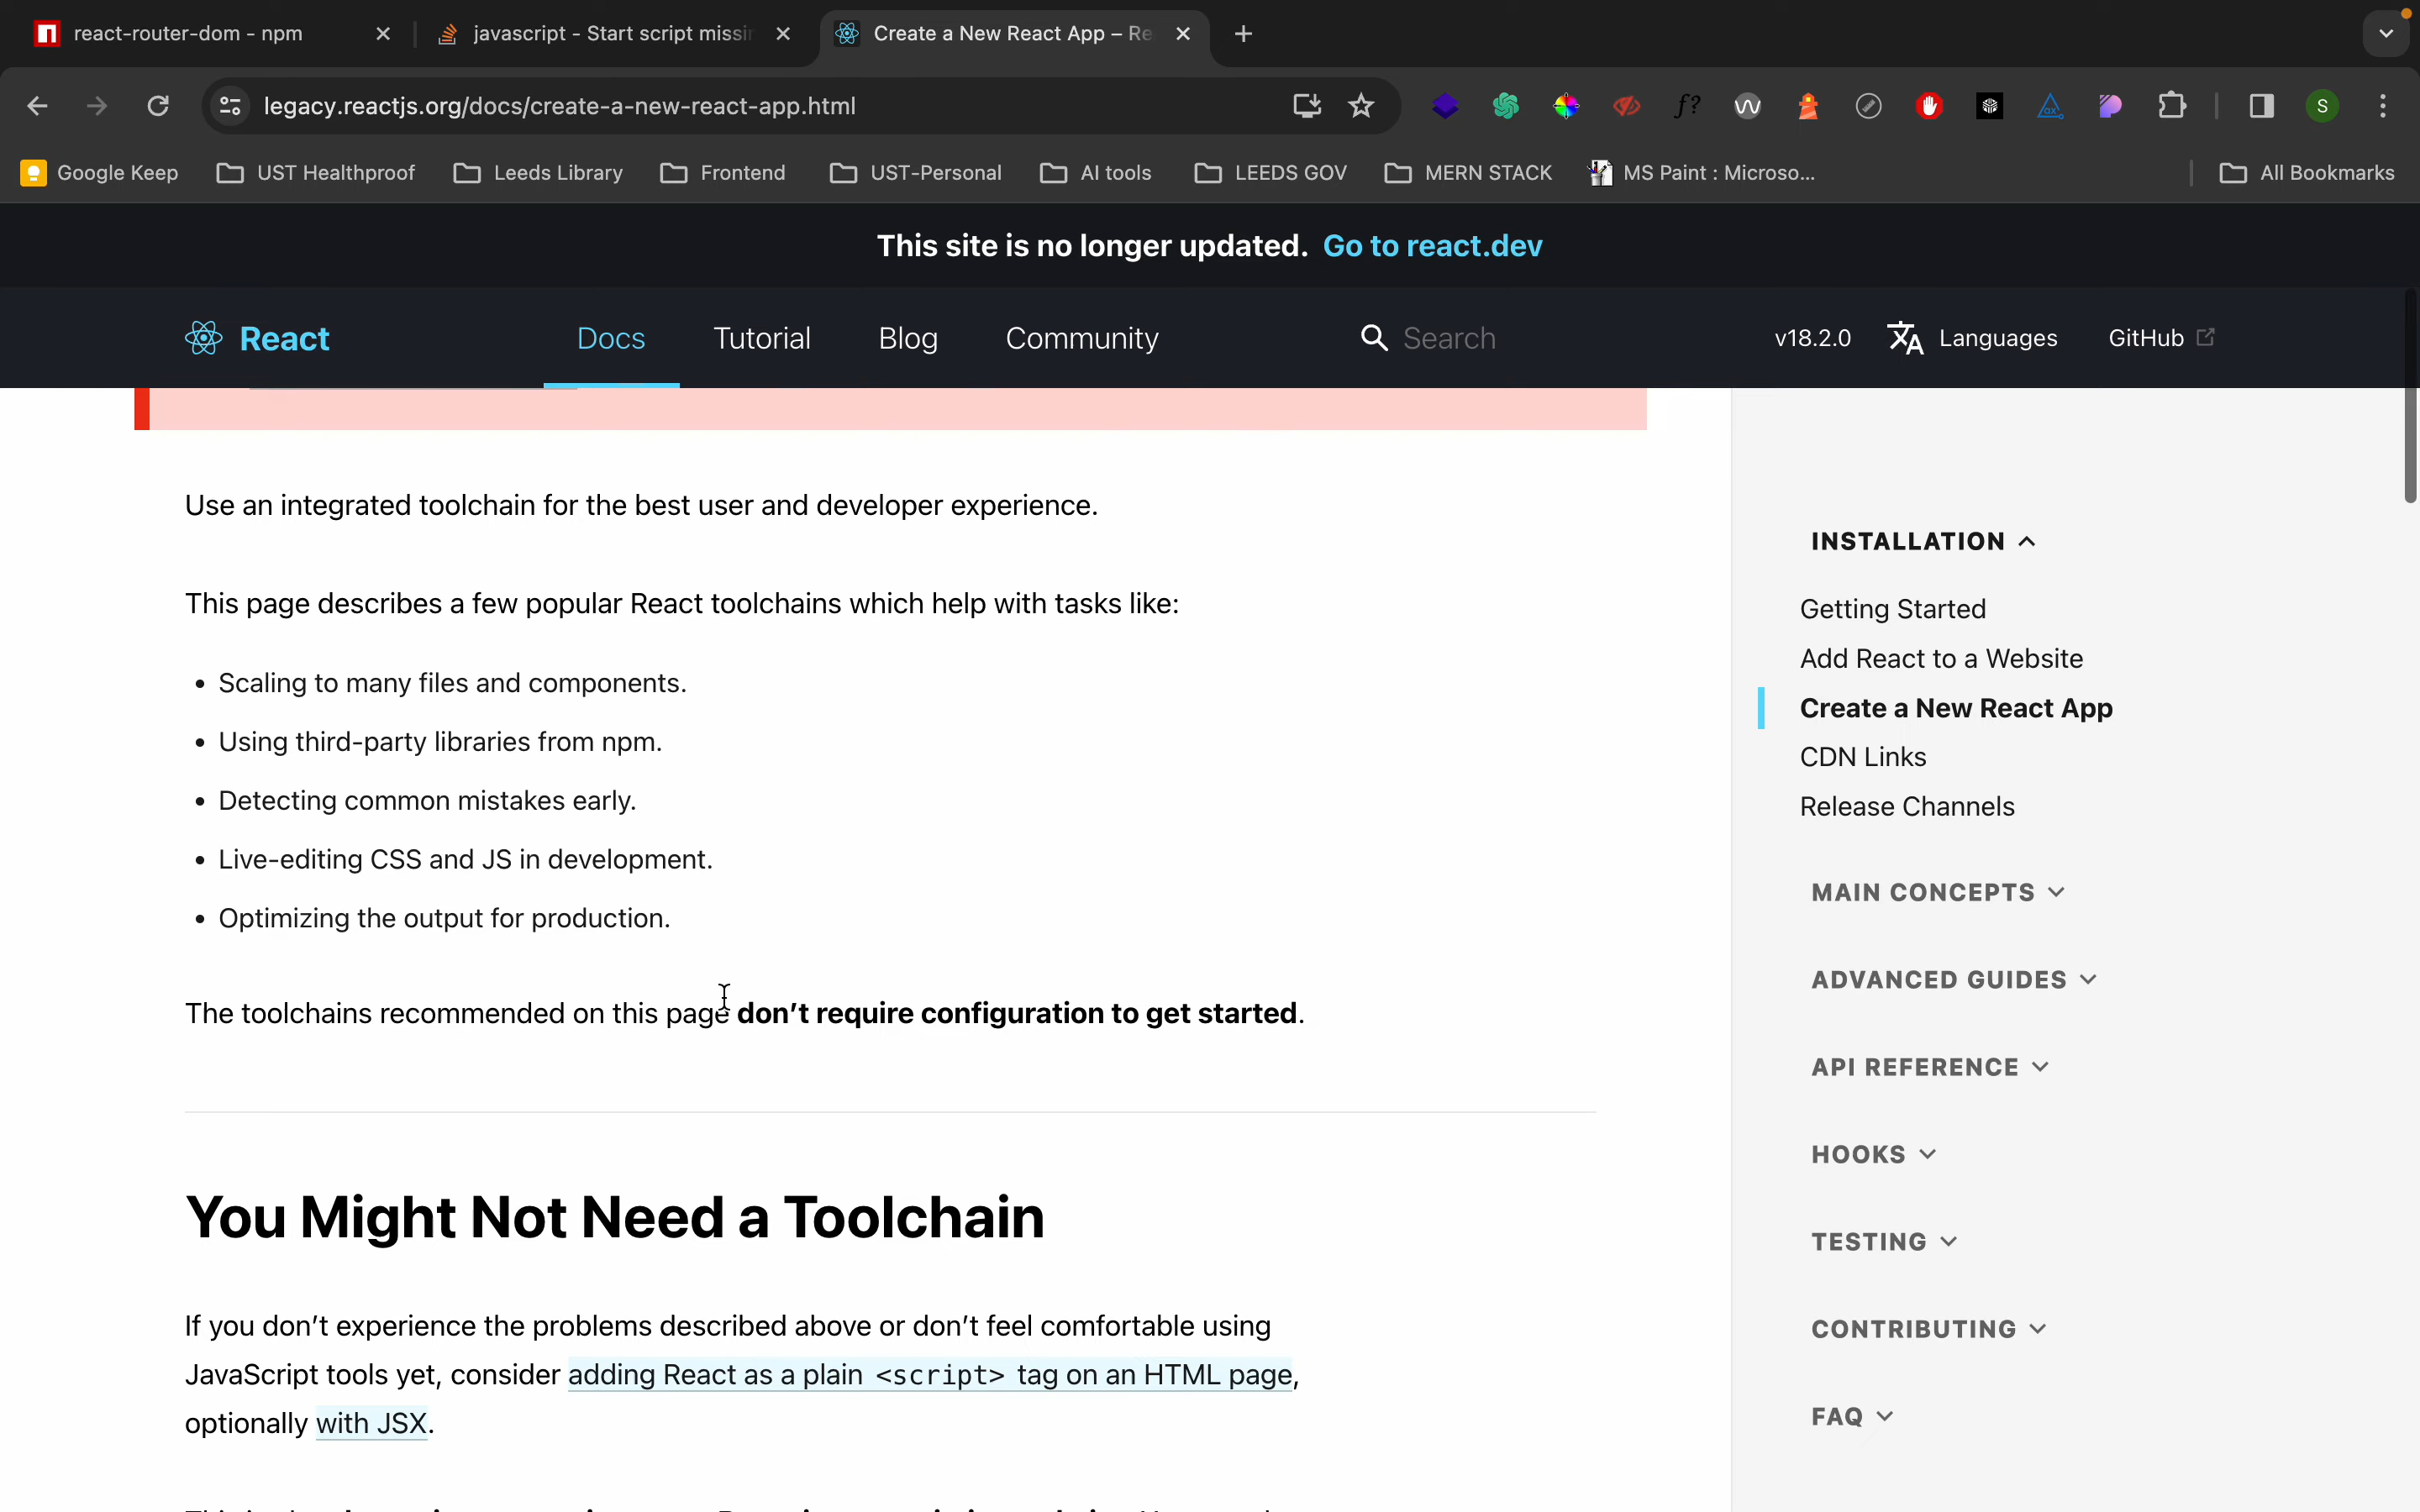 react-router-dom - npm
javascript - Start script missin
Create a New React App – Re
legacy.reactjs.org/docs/create-a-new-react-app.html
S
Google Keep
UST Healthproof
Leeds Library
Frontend
UST-Personal
AI tools
LEEDS GOV
MERN STACK
MS Paint : Microso...
All Bookmarks
This site is no longer updated. Go to react.dev
React
Docs
Tutorial
Blog
Community
Search
v18.2.0
Languages
GitHub
Use an integrated toolchain for the best user and developer experience.
This page describes a few popular React toolchains which help with tasks like:
• Scaling to many files and components.
• Using third-party libraries from npm.
• Detecting common mistakes early.
• Live-editing CSS and JS in development.
• Optimizing the output for production.
The toolchains recommended on this page don’t require configuration to get started.
You Might Not Need a Toolchain
If you don’t experience the problems described above or don’t feel comfortable using
JavaScript tools yet, consider adding React as a plain <script> tag on an HTML page,
optionally with JSX.
INSTALLATION
Getting Started
Add React to a Website
Create a New React App
CDN Links
Release Channels
MAIN CONCEPTS
ADVANCED GUIDES
API REFERENCE
HOOKS
TESTING
CONTRIBUTING
FAQ